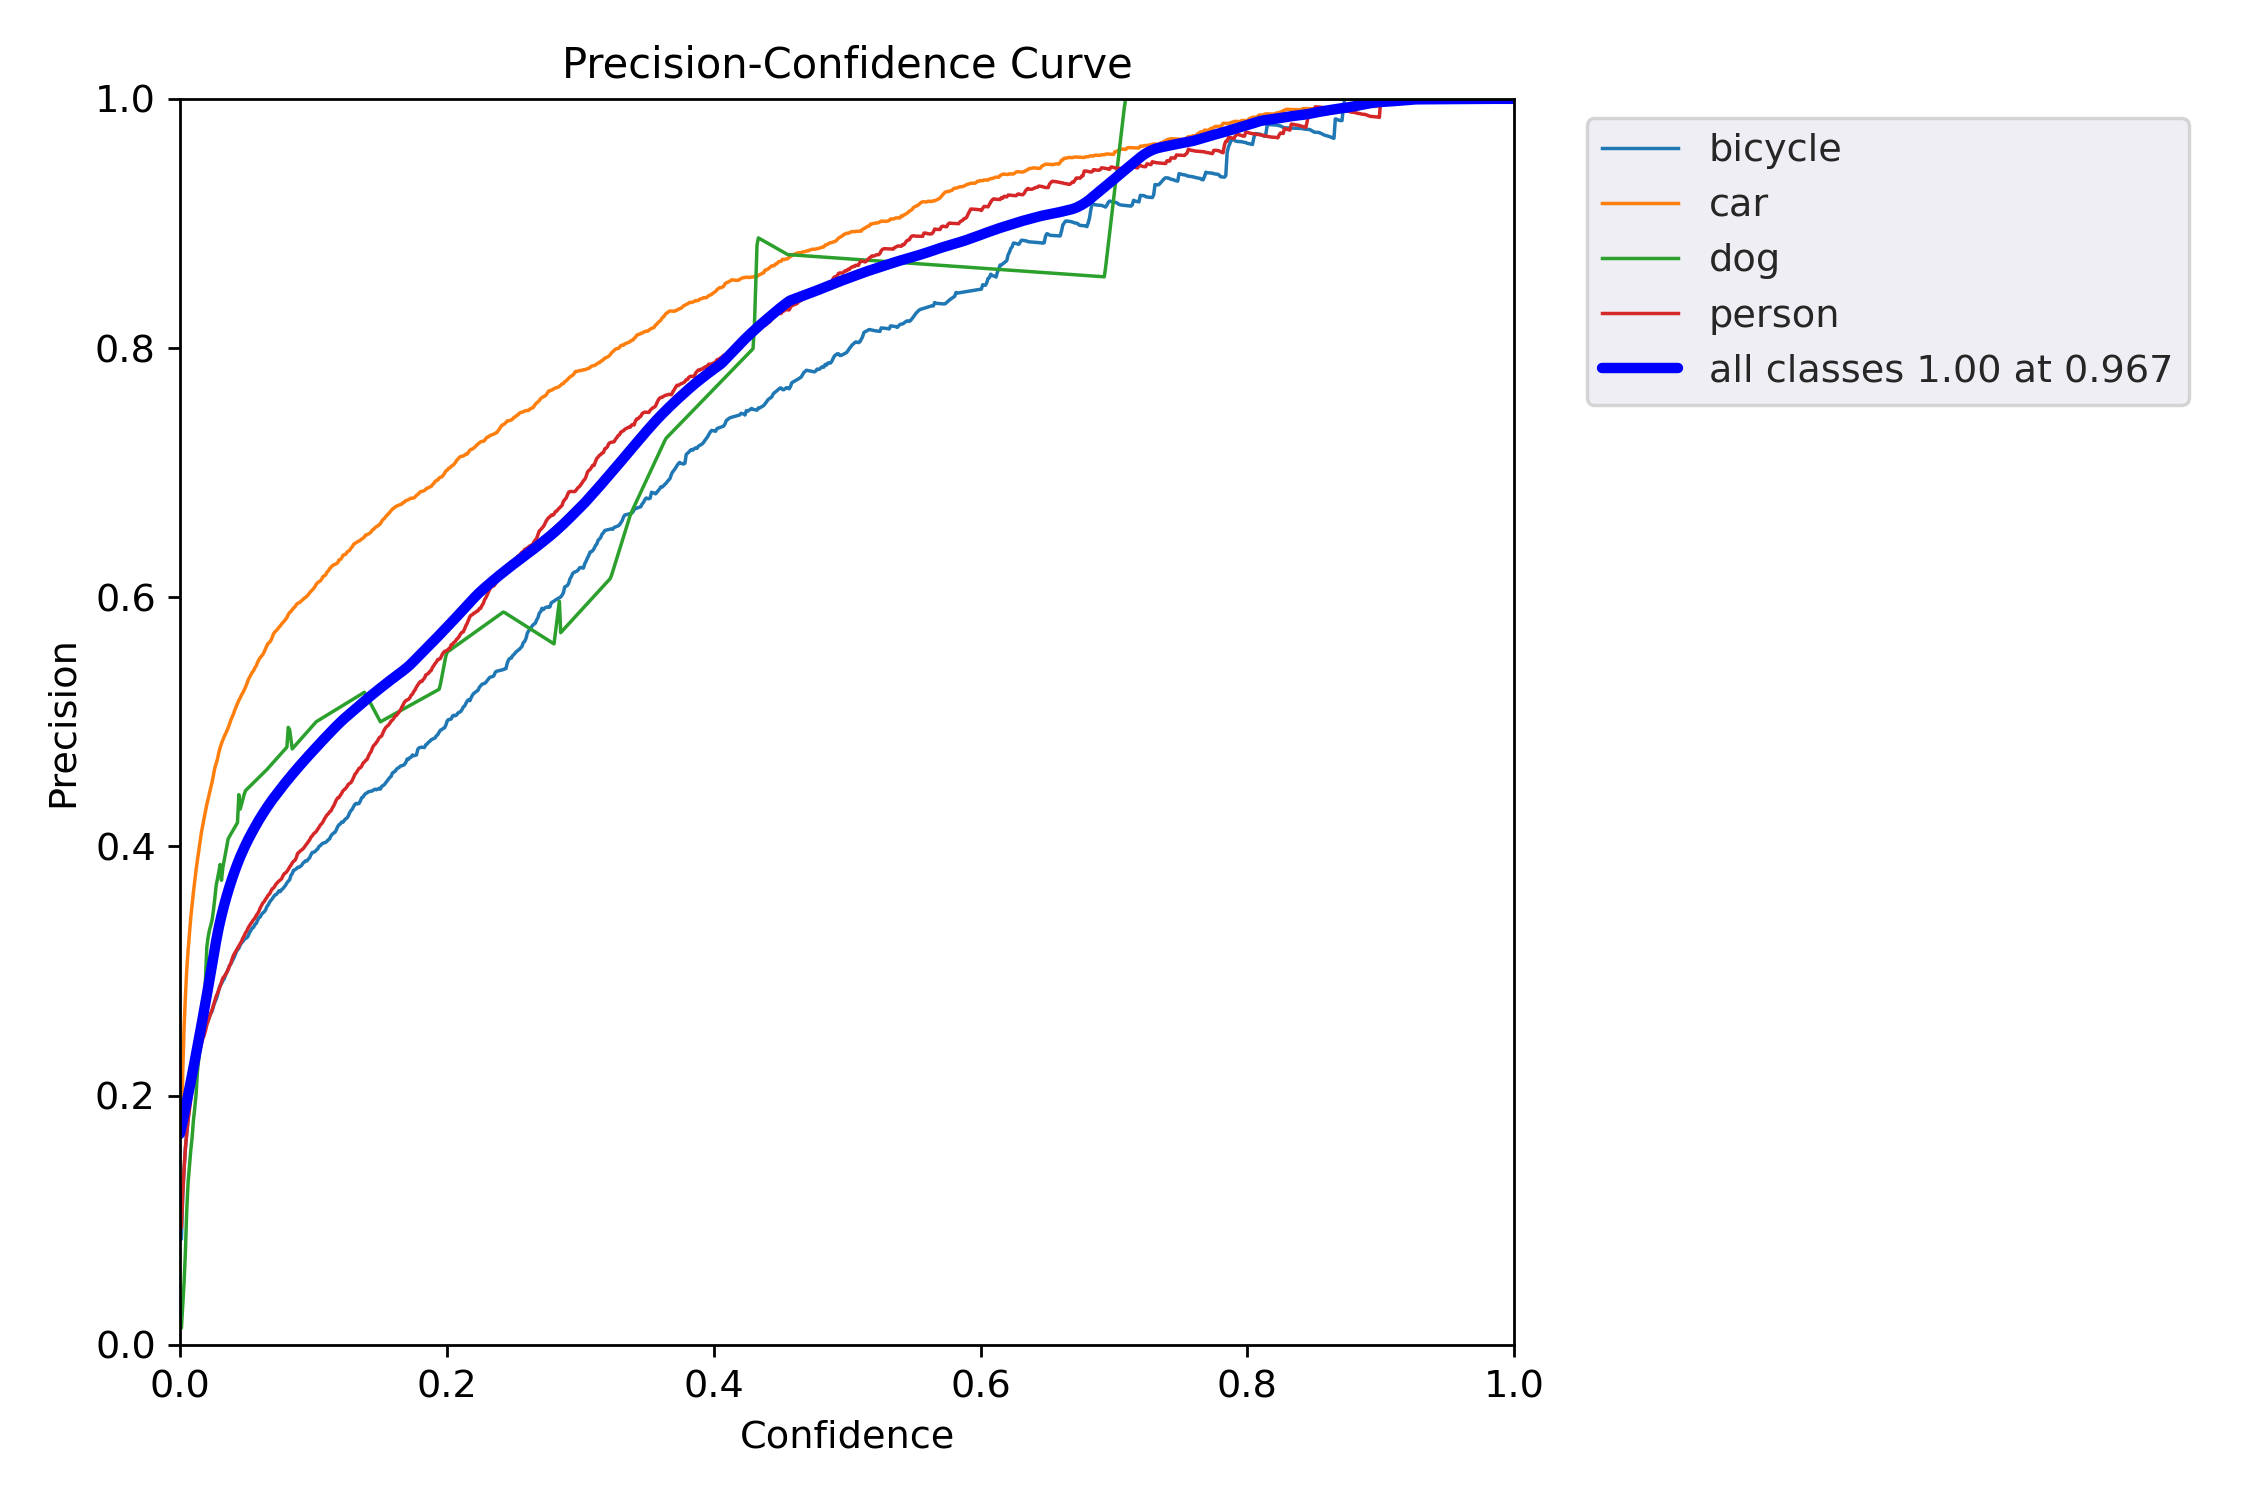 Precision-Confidence Curve
1.0
0.8
0.6
0.4
0.2
0.0
Precision
0.0 0.2 0.4 0.6 0.8 1.0
Confidence
bicycle
car
dog
person
all classes 1.00 at 0.967